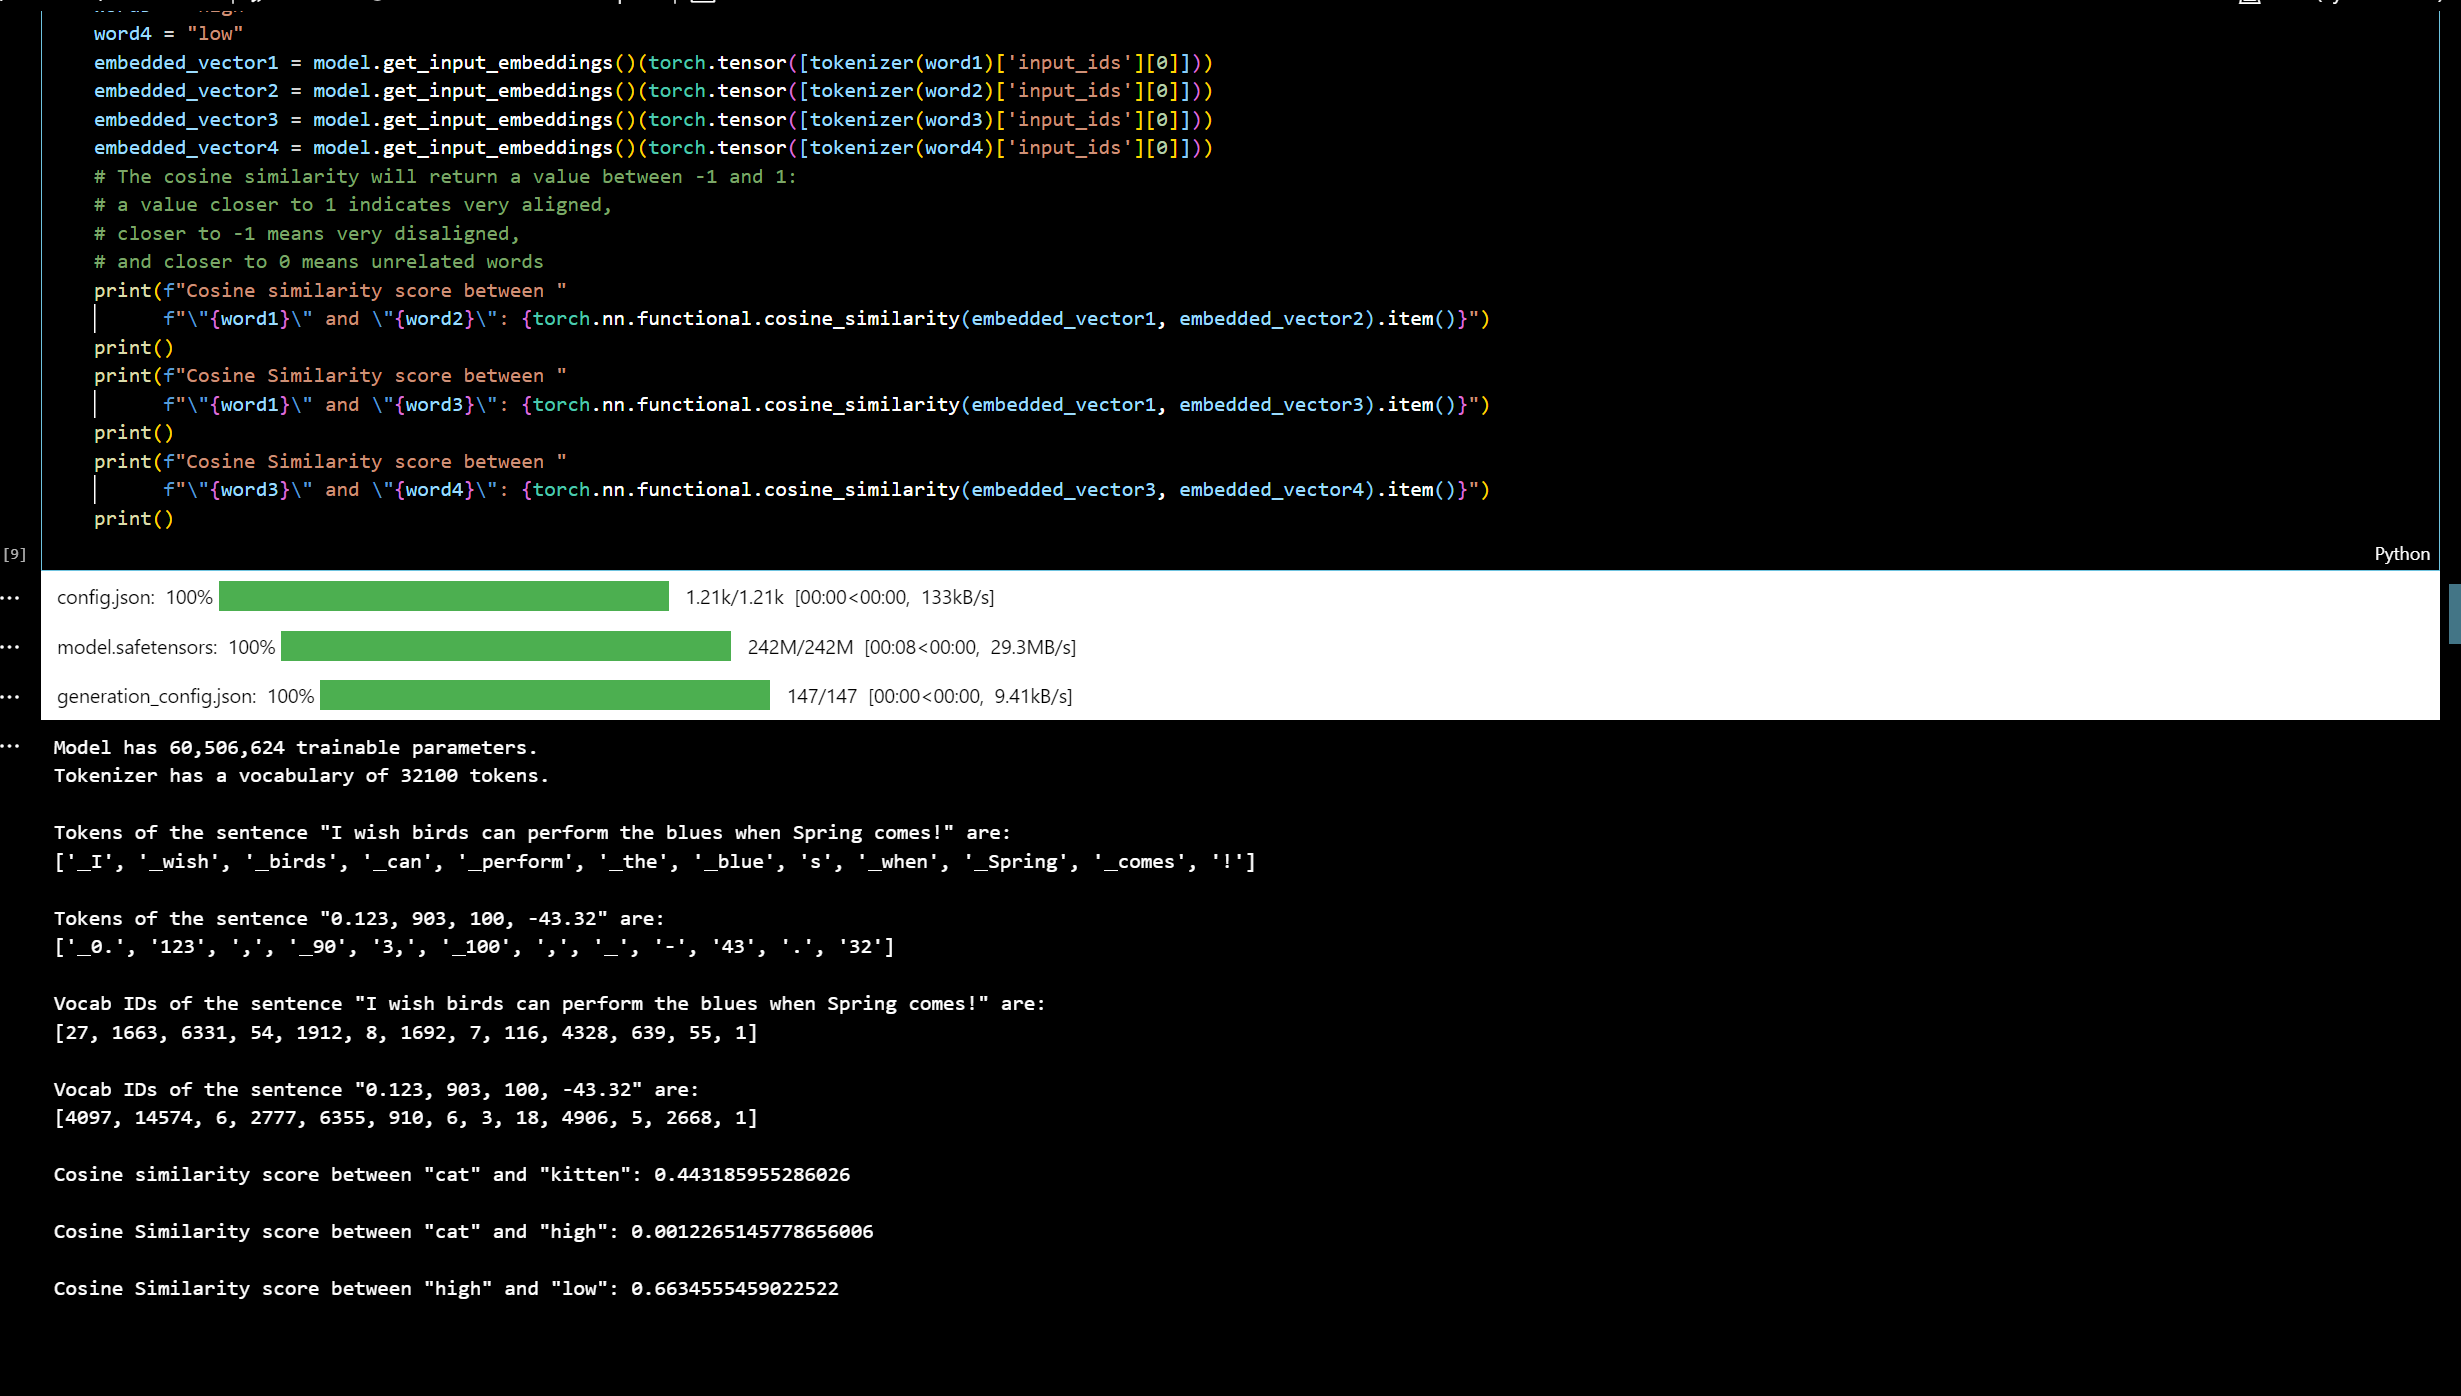 word4 = "low"
embedded_vector1 = model.get_input_embeddings()(torch.tensor([tokenizer(word1)['input_ids'][0]]))
embedded_vector2 = model.get_input_embeddings()(torch.tensor([tokenizer(word2)['input_ids'][0]]))
embedded_vector3 = model.get_input_embeddings()(torch.tensor([tokenizer(word3)['input_ids'][0]]))
embedded_vector4 = model.get_input_embeddings()(torch.tensor([tokenizer(word4)['input_ids'][0]]))
# The cosine similarity will return a value between -1 and 1:
# a value closer to 1 indicates very aligned,
# closer to -1 means very disaligned,
# and closer to 0 means unrelated words
print(f"Cosine similarity score between "
f"\"{word1}\" and \"{word2}\": {torch.nn.functional.cosine_similarity(embedded_vector1, embedded_vector2).item()}")
print()
print(f"Cosine Similarity score between "
f"\"{word1}\" and \"{word3}\": {torch.nn.functional.cosine_similarity(embedded_vector1, embedded_vector3).item()}")
print()
print(f"Cosine Similarity score between "
f"\"{word3}\" and \"{word4}\": {torch.nn.functional.cosine_similarity(embedded_vector3, embedded_vector4).item()}")
print()
[9]
Python
config.json: 100% 1.21k/1.21k [00:00<00:00, 133kB/s]
model.safetensors: 100% 242M/242M [00:08<00:00, 29.3MB/s]
generation_config.json: 100% 147/147 [00:00<00:00, 9.41kB/s]
Model has 60,506,624 trainable parameters.
Tokenizer has a vocabulary of 32100 tokens.
Tokens of the sentence "I wish birds can perform the blues when Spring comes!" are:
['_I', '_wish', '_birds', '_can', '_perform', '_the', '_blue', 's', '_when', '_Spring', '_comes', '!']
Tokens of the sentence "0.123, 903, 100, -43.32" are:
['_0.', '123', ',', '_90', '3,', '_100', ',', '_', '-', '43', '.', '32']
Vocab IDs of the sentence "I wish birds can perform the blues when Spring comes!" are:
[27, 1663, 6331, 54, 1912, 8, 1692, 7, 116, 4328, 639, 55, 1]
Vocab IDs of the sentence "0.123, 903, 100, -43.32" are:
[4097, 14574, 6, 2777, 6355, 910, 6, 3, 18, 4906, 5, 2668, 1]
Cosine similarity score between "cat" and "kitten": 0.443185955286026
Cosine Similarity score between "cat" and "high": 0.0012265145778656006
Cosine Similarity score between "high" and "low": 0.6634555459022522